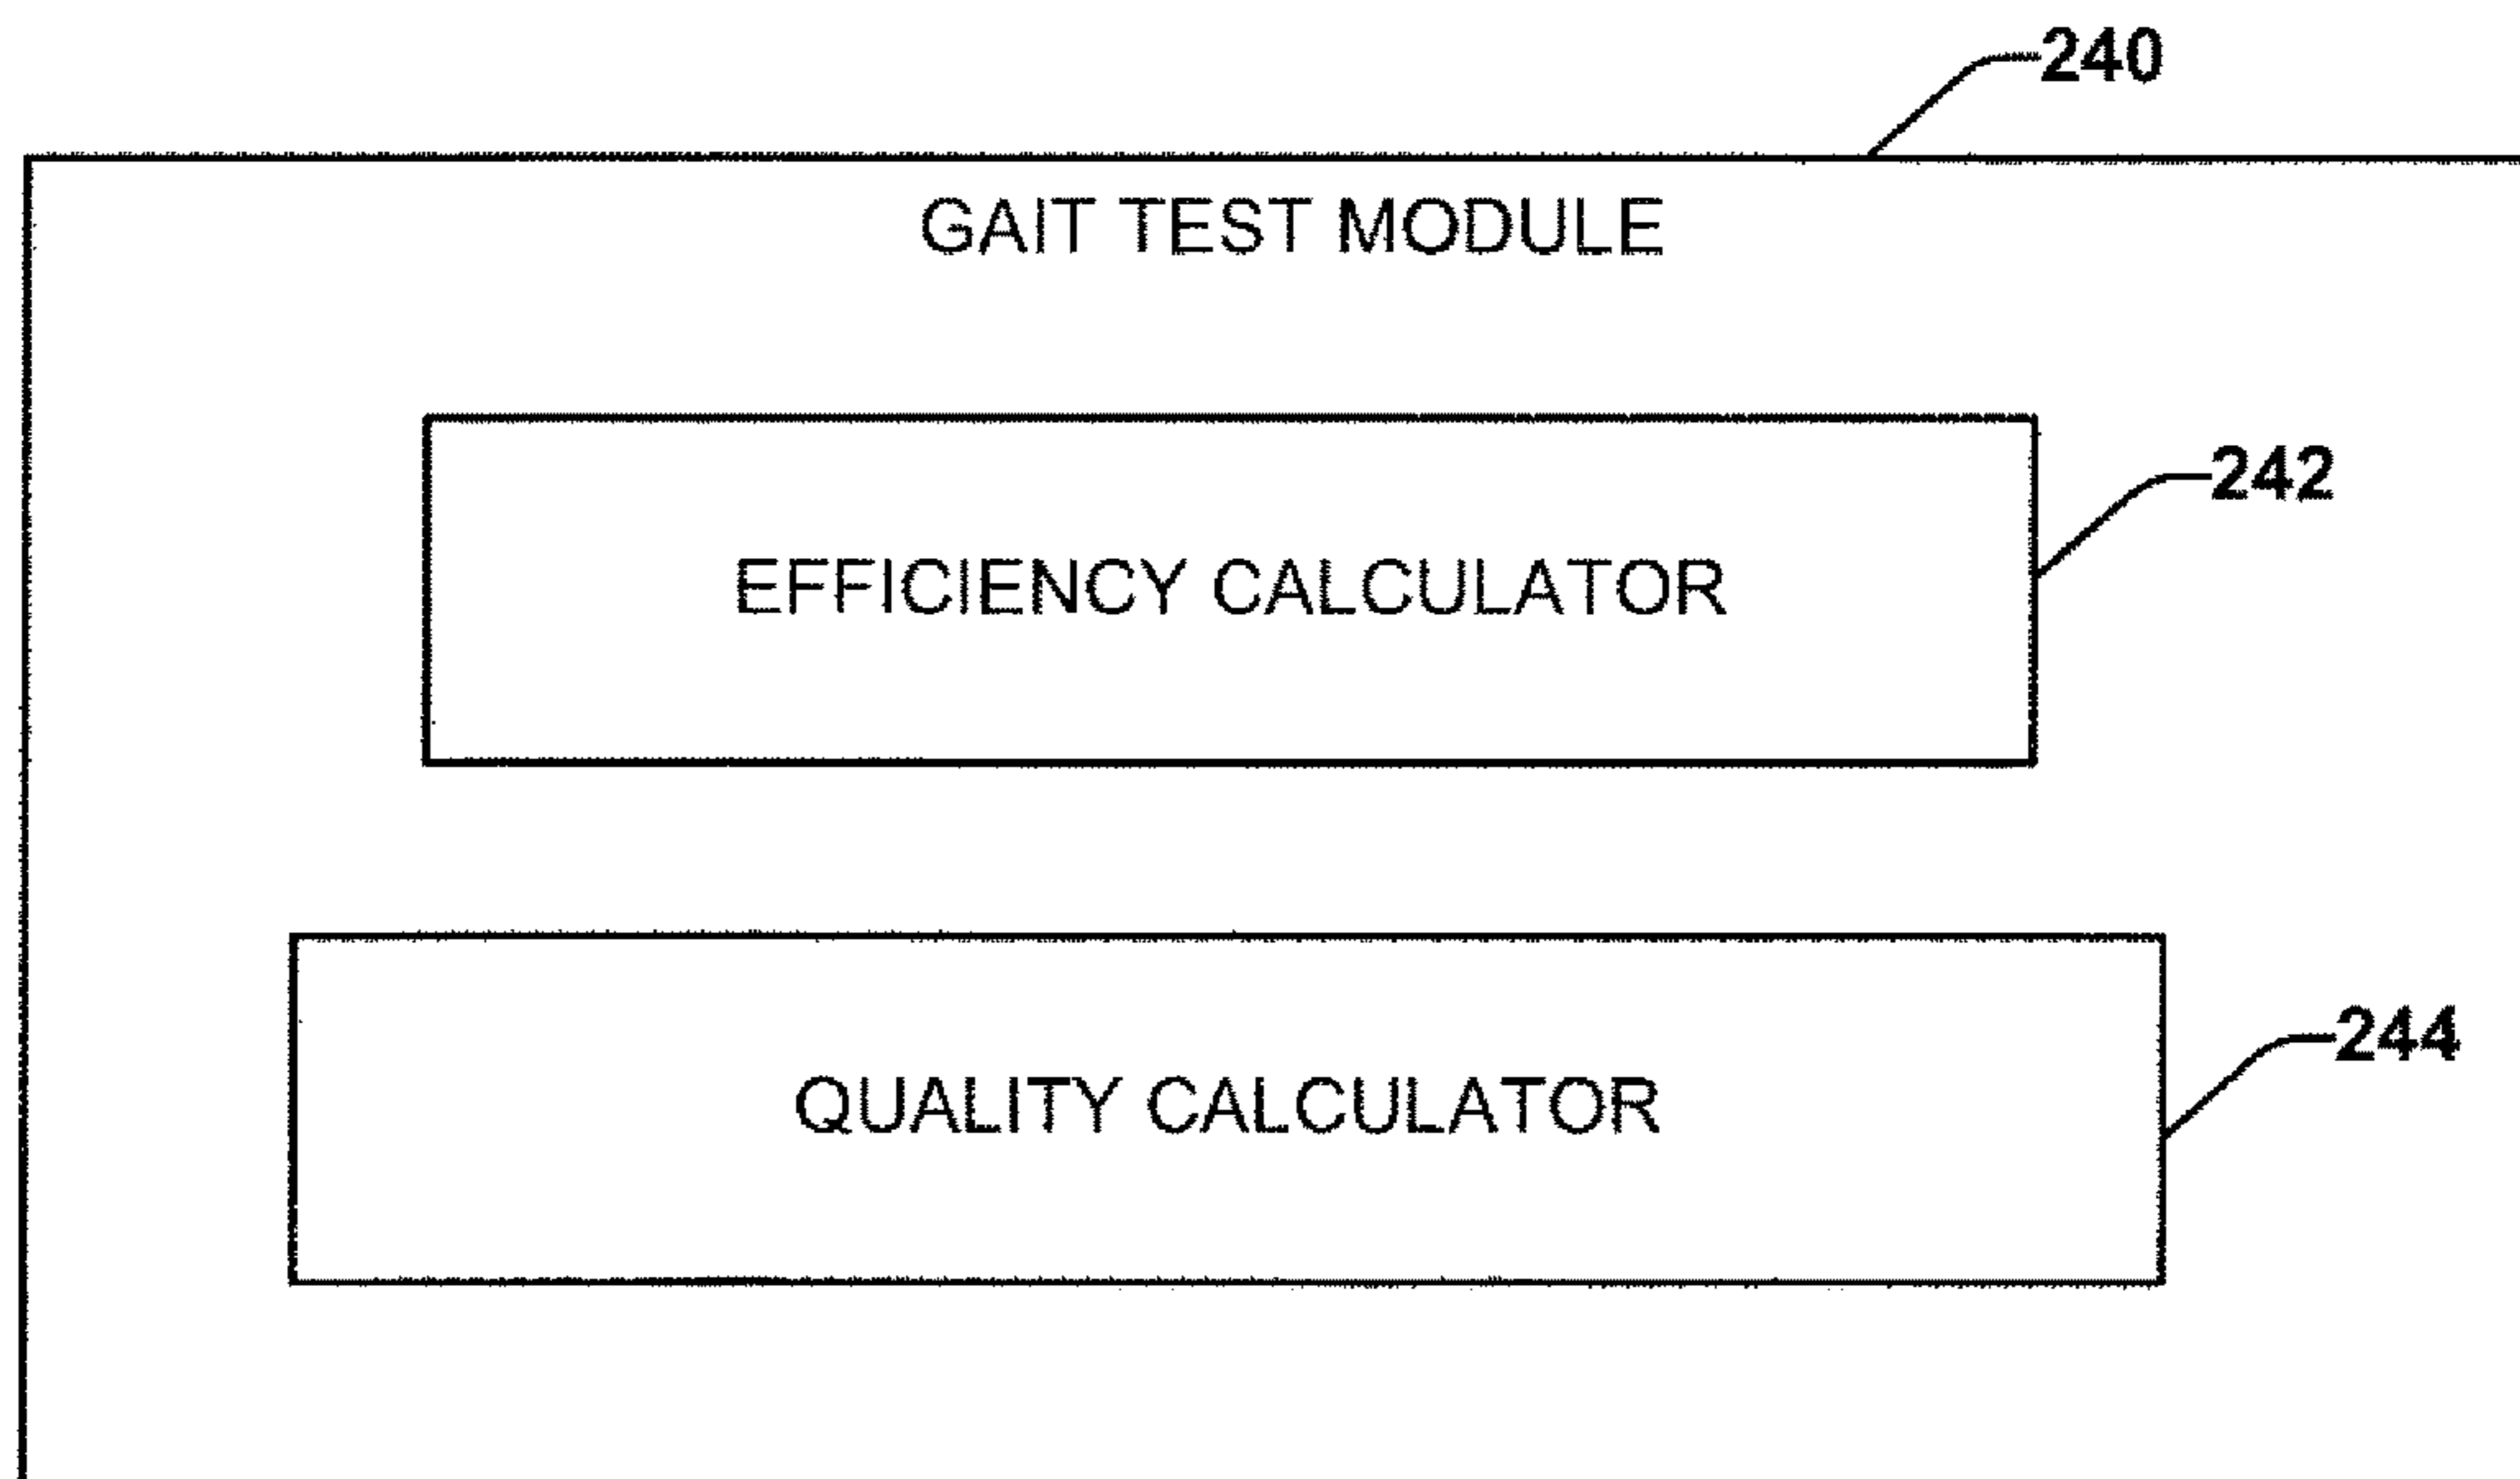 240
GAIT TEST MODULE
242
EFFICIENCY CALCULATOR
244
QUALITY CALCULATOR